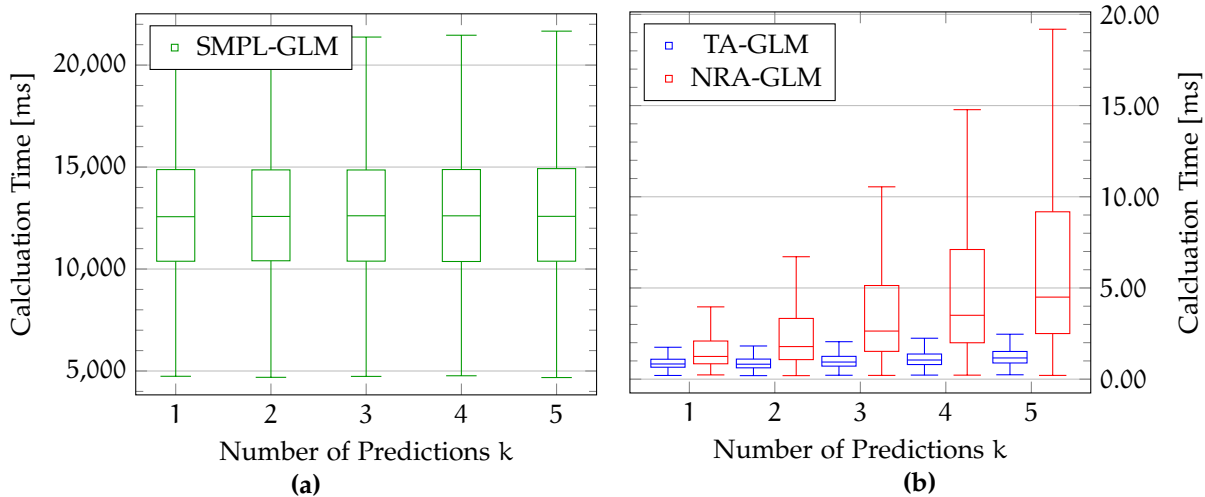 SMPL-GLM
20,000
15,000
10,000
5,000
Calcluation Time [ms]
1 2 3 4 5
Number of Predictions k
(a)
TA-GLM
NRA-GLM
20.00
15.00
10.00
5.00
0.00
Calcluation Time [ms]
1 2 3 4 5
Number of Predictions k
(b)